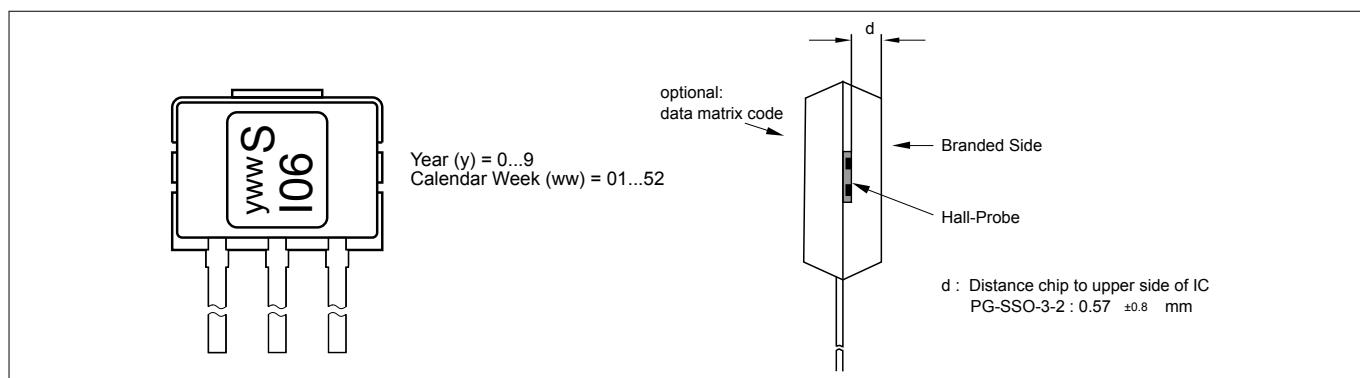 ywwS
I06
Year (y) = 0...9
Calendar Week (ww) = 01...52
d
optional:
data matrix code
Branded Side
Hall-Probe
d : Distance chip to upper side of IC
PG-SSO-3-2 : 0.57 ±0.8 mm